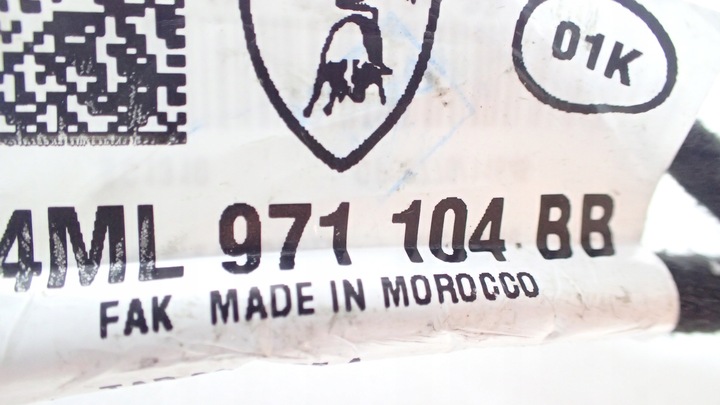 01K
4ML 971 104 BB
FAK MADE IN MOROCCO